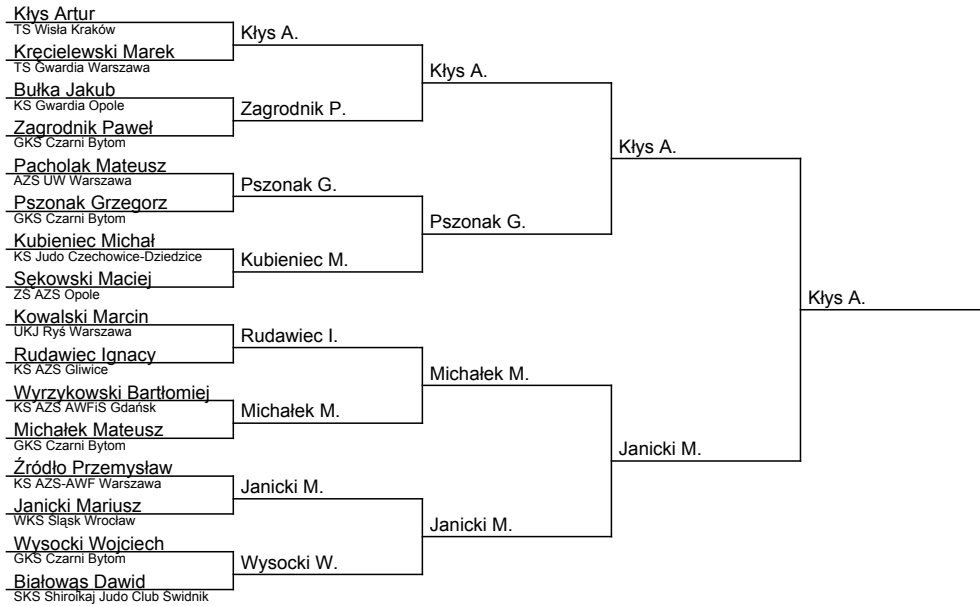 Kłys Artur
TS Wisła Kraków
Kręcielewski Marek
TS Gwardia Warszawa
Bułka Jakub
KS Gwardia Opole
Zagrodnik Paweł
GKS Czarni Bytom
Pacholak Mateusz
AZS UW Warszawa
Pszonak Grzegorz
GKS Czarni Bytom
Kubieniec Michał
KS Judo Czechowice-Dziedzice
Sękowski Maciej
ZŚ AZS Opole
Kowalski Marcin
UKJ Ryś Warszawa
Rudawiec Ignacy
KS AZS Gliwice
Wyrzykowski Bartłomiej
KS AZS AWFiS Gdańsk
Michałek Mateusz
GKS Czarni Bytom
Źródło Przemysław
KS AZS-AWF Warszawa
Janicki Mariusz
WKS Śląsk Wrocław
Wysocki Wojciech
GKS Czarni Bytom
Białowąs Dawid
SKS Shiroikaj Judo Club Świdnik
Kłys A.
Zagrodnik P.
Pszonak G.
Kubieniec M.
Rudawiec I.
Michałek M.
Janicki M.
Wysocki W.
Kłys A.
Pszonak G.
Michałek M.
Janicki M.
Kłys A.
Janicki M.
Kłys A.